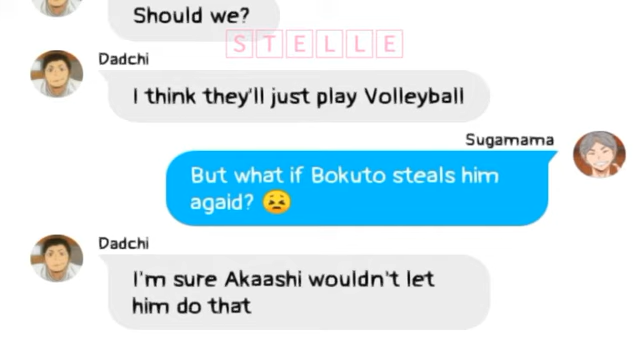 Should we?
STELLE
Dadchi
I think they'll just play Volleyball
Sugamama
But what if Bokuto steals him
agaid? 😣
Dadchi
I'm sure Akaashi wouldn't let
him do that